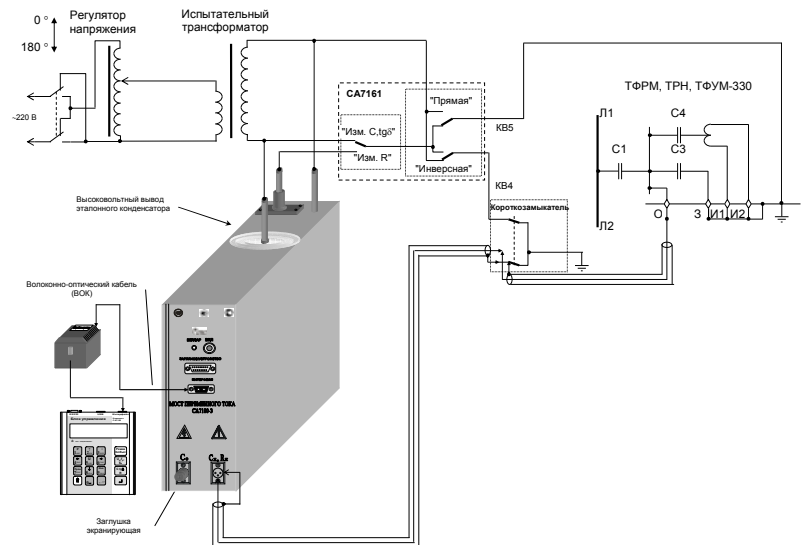 0 °
180 °
Регулятор
напряжения
Испытательный
трансформатор
~220 В
СА7161
"Прямая"
"Изм. C,tgδ"
"Изм. R"
"Инверсная"
КВ5
КВ4
ТФРМ, ТРН, ТФУМ-330
Л1
С4
С1
С3
Л2
О
З
И1
И2
Короткозамыкатель
Высоковольтный вывод
эталонного конденсатора
Волоконно-оптический кабель
(ВОК)
МОСТ ПЕРЕМЕННОГО ТОКА
СА7100-3
Блок управления
Заглушка
экранирующая